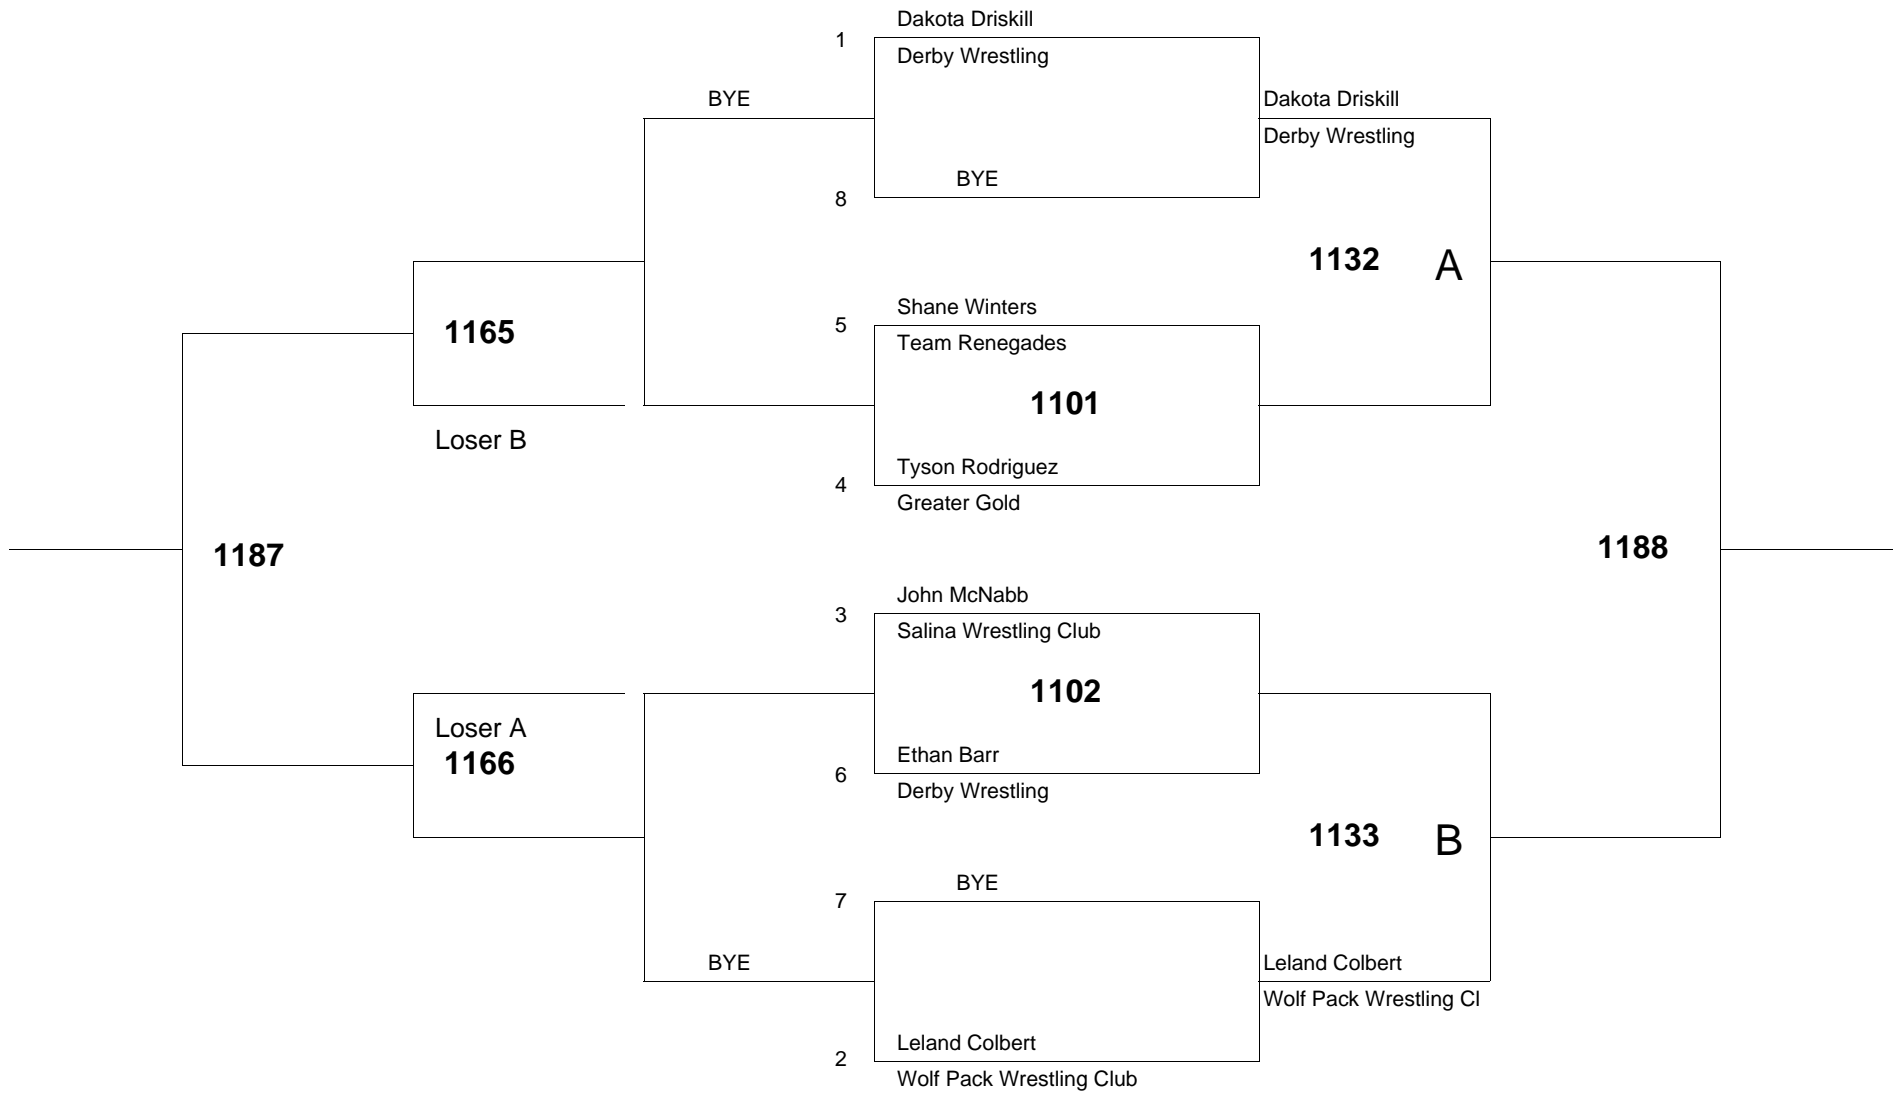 Dakota Driskill
1
Derby Wrestling
BYE
Dakota Driskill
Derby Wrestling
BYE
8
1132 A
Shane Winters
5
1165
Team Renegades
1101
Loser B
Tyson Rodriguez
4
Greater Gold
1187
1188
John McNabb
3
Salina Wrestling Club
1102
Loser A
1166
Ethan Barr
6
Derby Wrestling
1133 B
BYE
7
BYE
Leland Colbert
Wolf Pack Wrestling Cl
Leland Colbert
2
Wolf Pack Wrestling Club